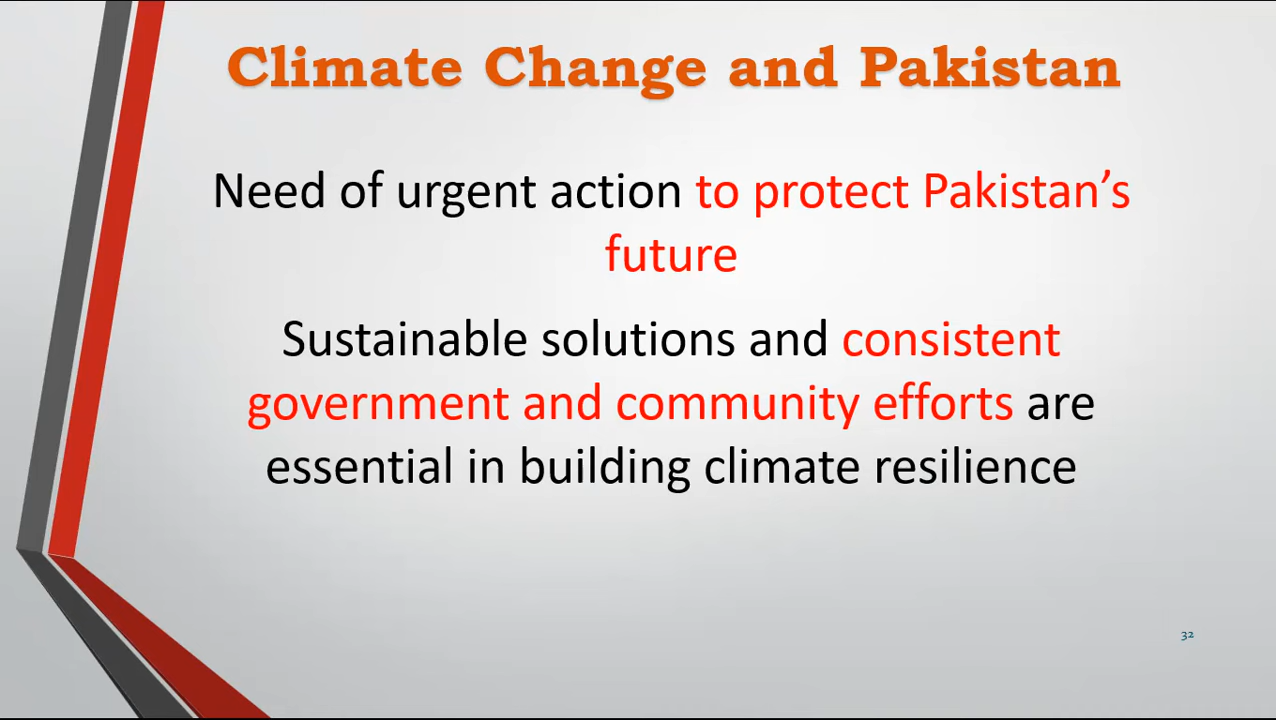 Climate Change and Pakistan
Need of urgent action to protect Pakistan’s
future
Sustainable solutions and consistent
government and community efforts are
essential in building climate resilience
32